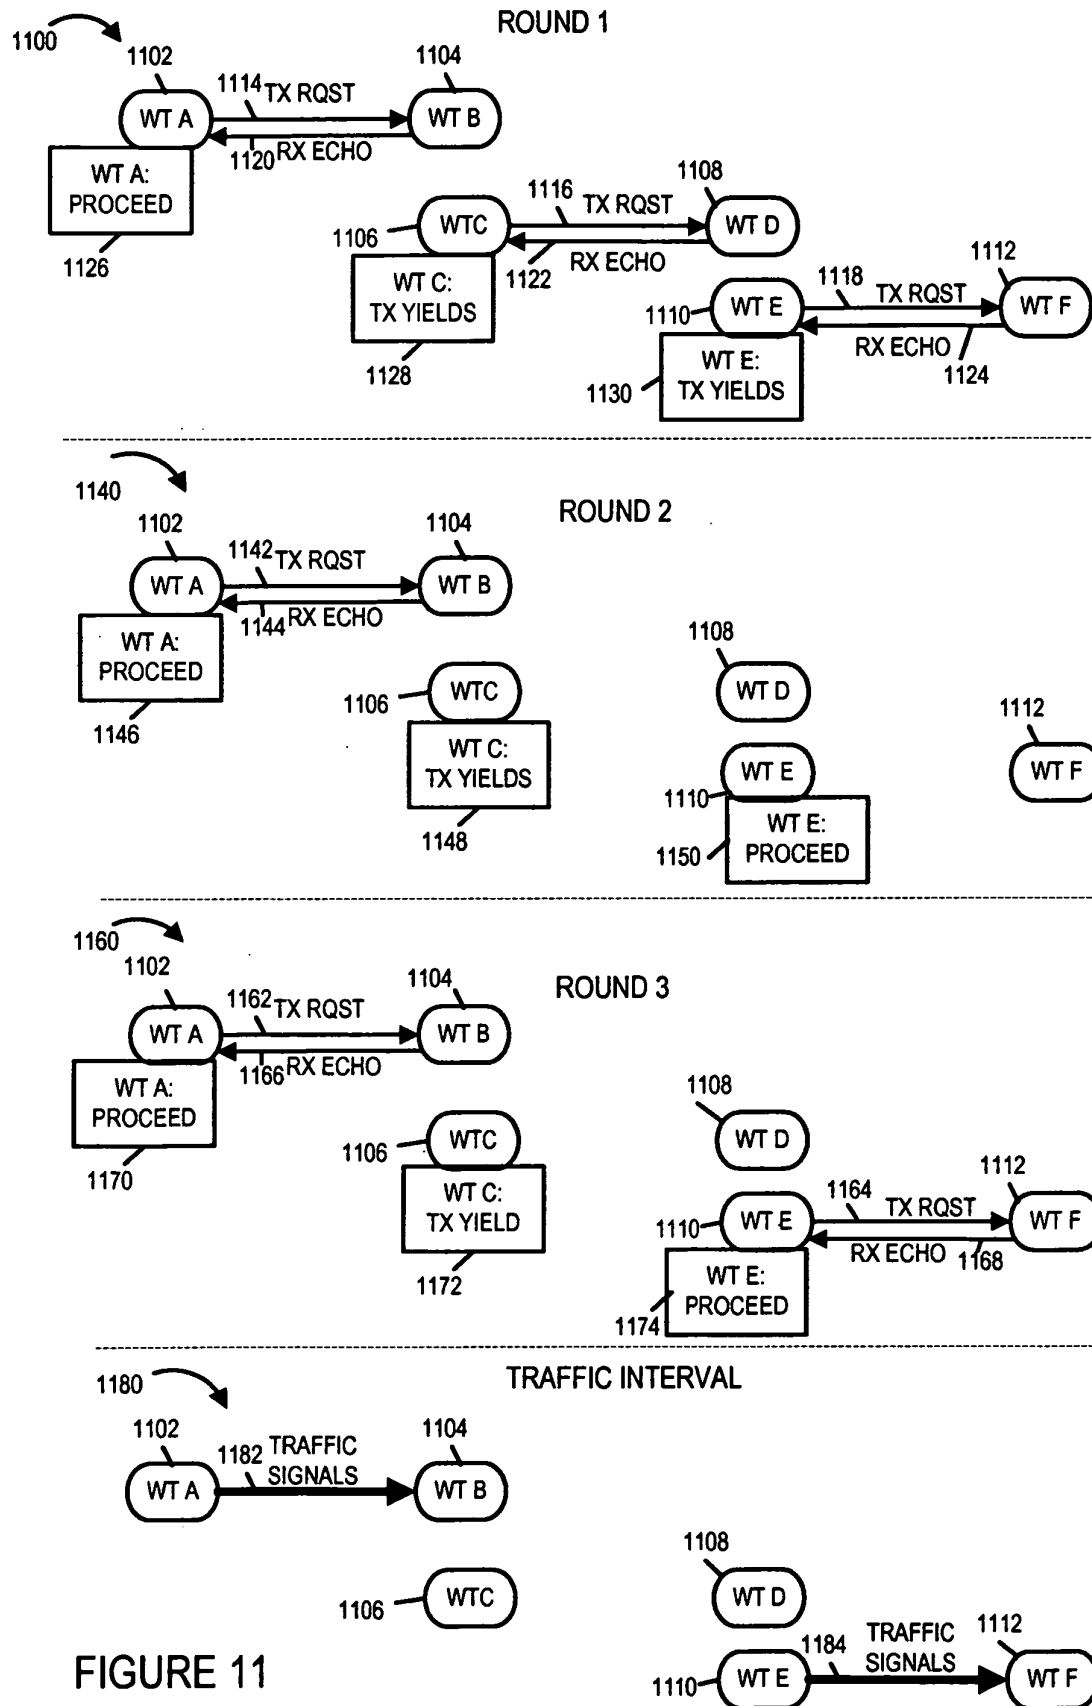 ROUND 1
1100
1102
1104
1114 TX RQST
WT A
WT B
1120 RX ECHO
WT A:
PROCEED
1126
1108
1116
TX RQST
1106
WTC
WT D
RX ECHO
1122
WT C:
TX YIELDS
1128
1112
1118
TX RQST
1110
WT E
WT F
RX ECHO
1124
WT E:
TX YIELDS
1130
1140
ROUND 2
1102
1104
1142
TX RQST
WT A
WT B
1144
RX ECHO
WT A:
PROCEED
1146
1108
1106
WTC
WT D
WT C:
TX YIELDS
1148
1112
WT E
WT F
1110
WT E:
PROCEED
1150
1160
ROUND 3
1102
1104
1162
TX RQST
WT A
WT B
1166
RX ECHO
WT A:
PROCEED
1170
1108
1106
WTC
WT D
WT C:
TX YIELD
1172
1112
1164
TX RQST
1110
WT E
WT F
RX ECHO
1168
WT E:
PROCEED
1174
TRAFFIC INTERVAL
1180
1102
1104
1182
TRAFFIC
SIGNALS
WT A
WT B
1108
1106
WTC
WT D
1112
1184
TRAFFIC
SIGNALS
1110
WT E
WT F
FIGURE 11